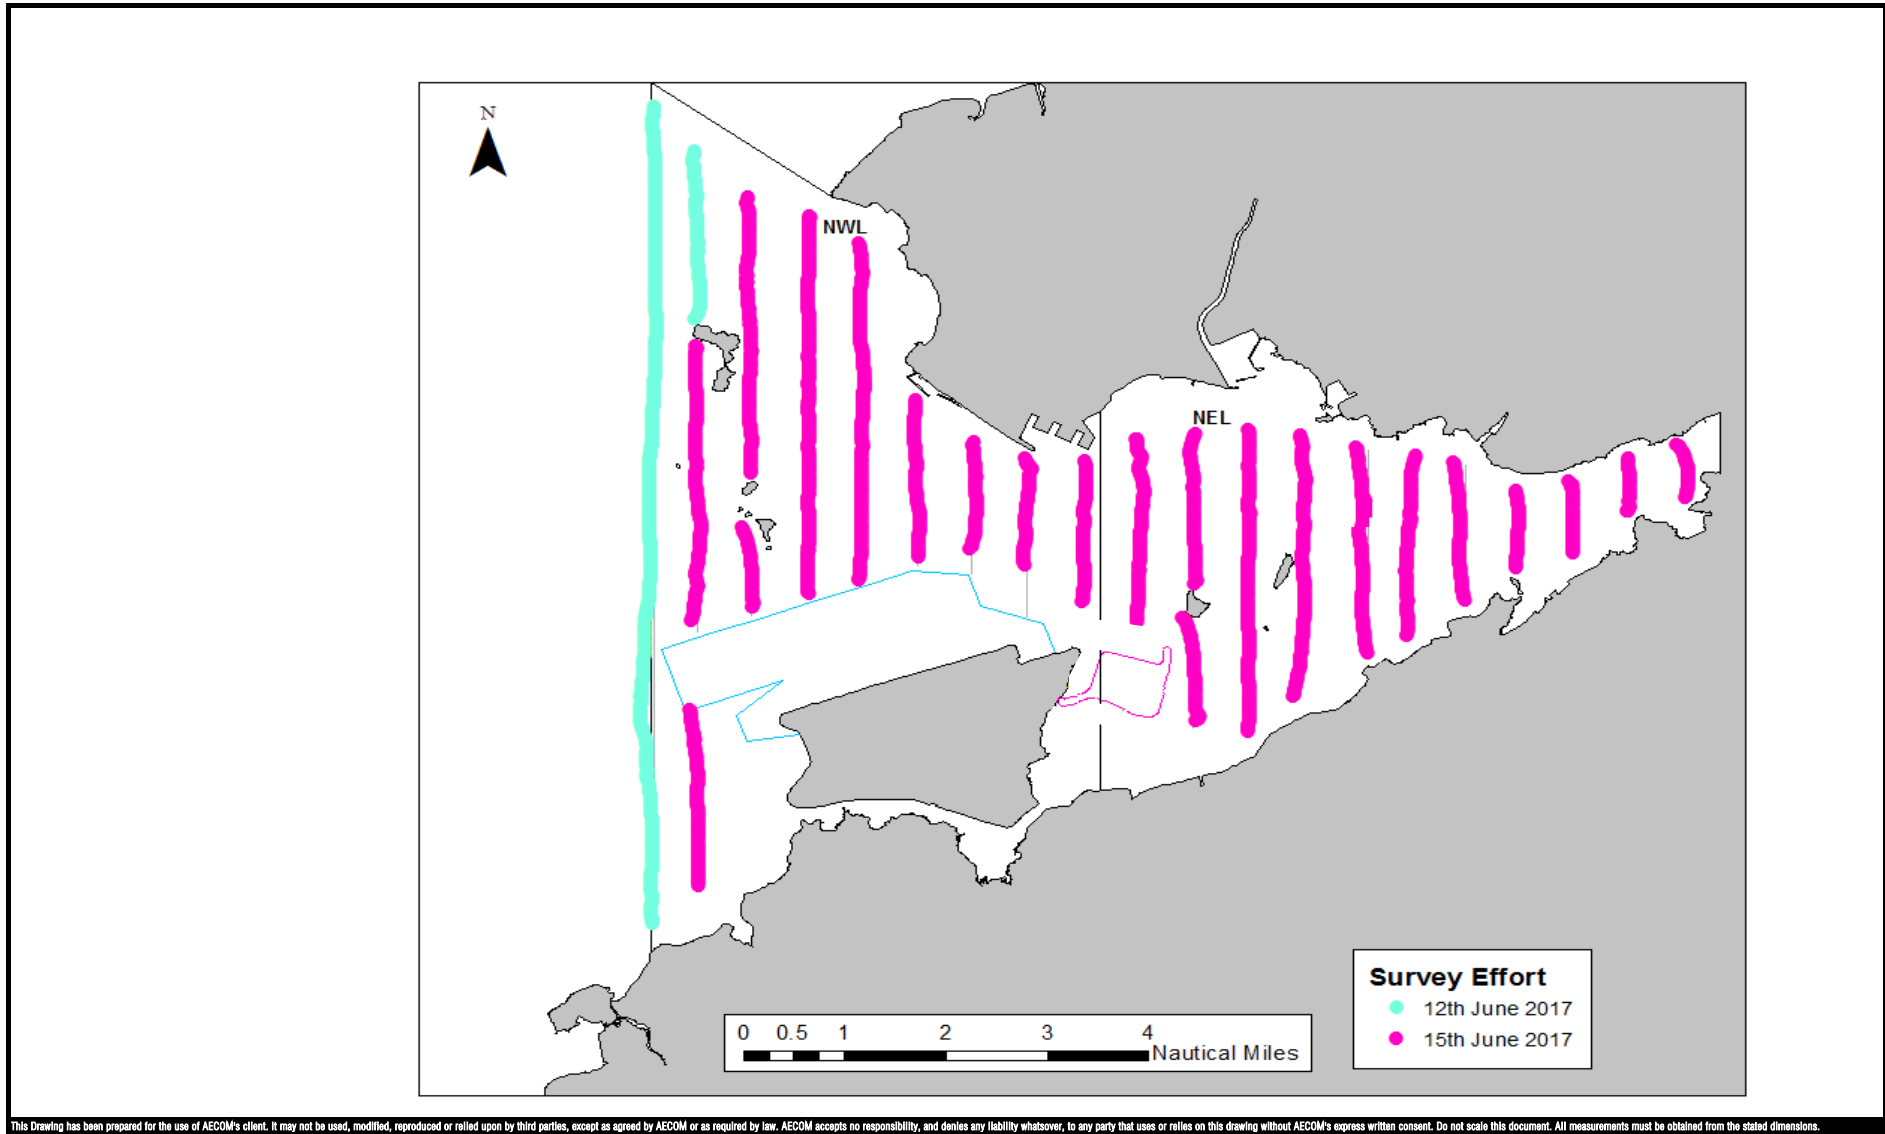 N
NWL
NEL
Survey Effort
12th June 2017
15th June 2017
0 0.5 1 2 3 4
Nautical Miles
This Drawing has been prepared for the use of AECOM's client. It may not be used, modified, reproduced or relied upon by third parties, except as agreed by AECOM or as required by law. AECOM accepts no responsibility, and denies any liability whatsoever, to any party that uses or relies on this drawing without AECOM's express written consent. Do not scale this document. All measurements must be obtained from the stated dimensions.